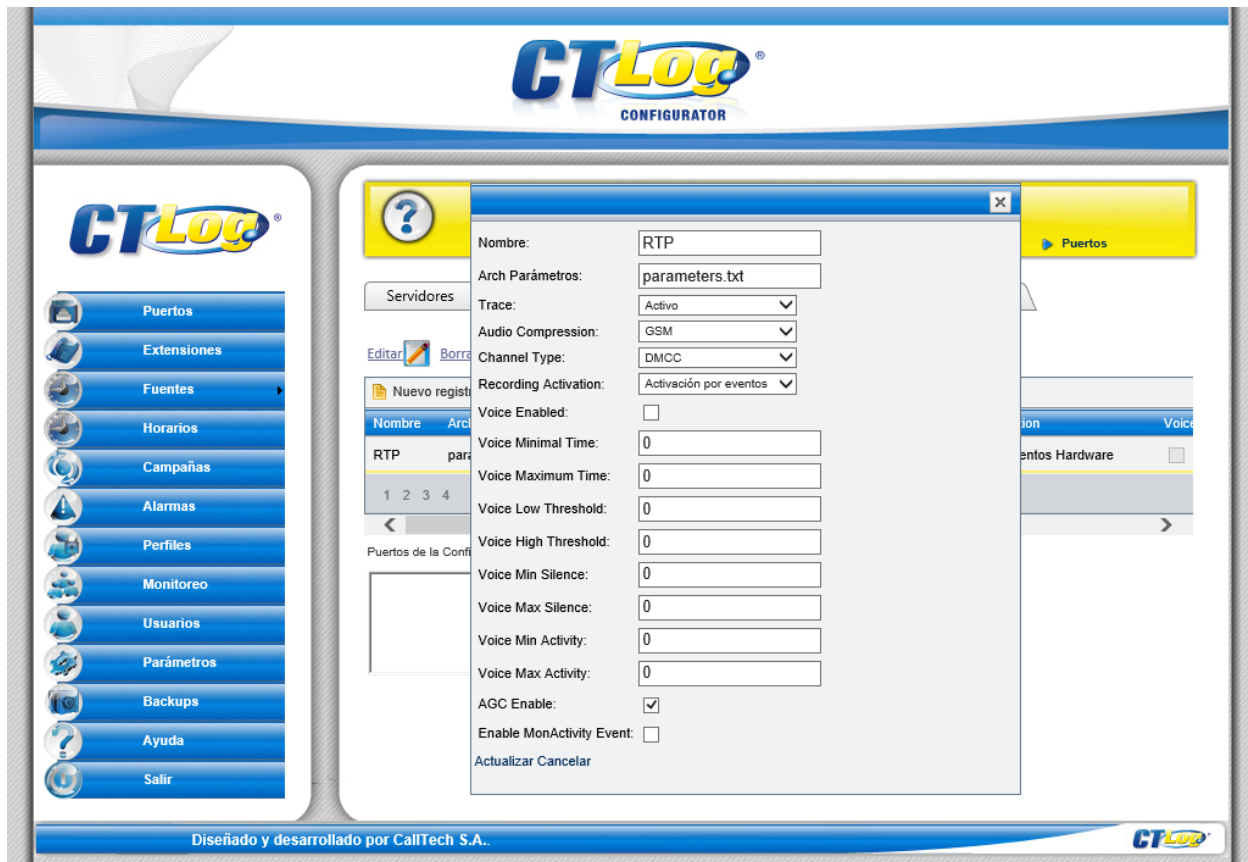 CTLog®
CONFIGURATOR
CTLog®
Puertos
Extensiones
Fuentes
Horarios
Campañas
Alarmas
Perfiles
Monitoreo
Usuarios
Parámetros
Backups
Ayuda
Salir
?
Puertos
Servidores
Editar Borra
Nuevo regist
Nombre Arc ion Voice
RTP para entos Hardware
1 2 3 4
Puertos de la Confi
Nombre: RTP
Arch Parámetros: parameters.txt
Trace: Activo
Audio Compression: GSM
Channel Type: DMCC
Recording Activation: Activación por eventos
Voice Enabled:
Voice Minimal Time: 0
Voice Maximum Time: 0
Voice Low Threshold: 0
Voice High Threshold: 0
Voice Min Silence: 0
Voice Max Silence: 0
Voice Min Activity: 0
Voice Max Activity: 0
AGC Enable:
Enable MonActivity Event:
Actualizar Cancelar
Diseñado y desarrollado por CallTech S.A..
CTLog